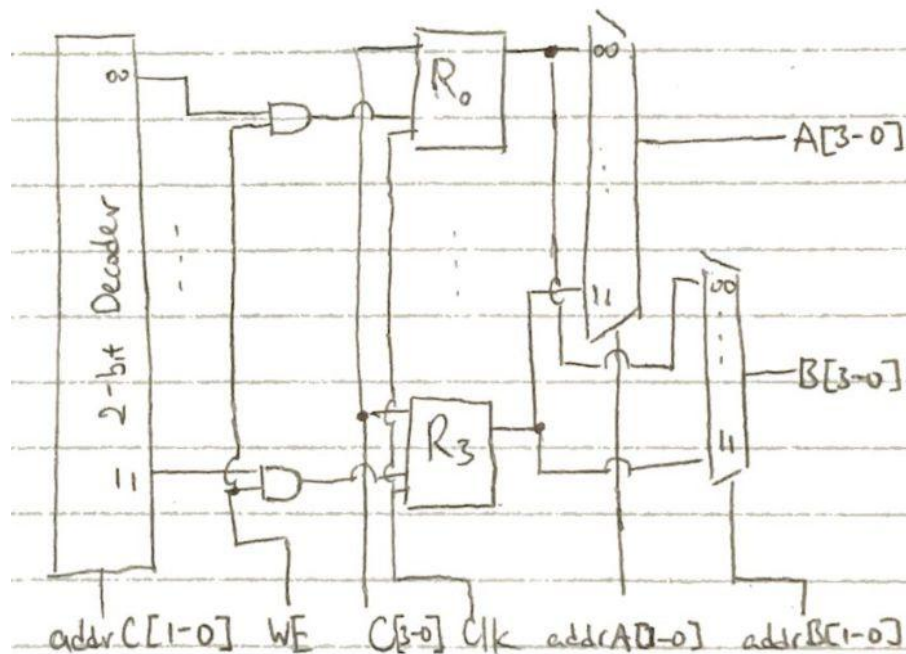 00
R0
00
A[3-0]
2-bit Decoder
11
00
B[3-0]
11
R3
11
addrC[1-0] WE C[3-0] Clk addrA[1-0] addrB[1-0]